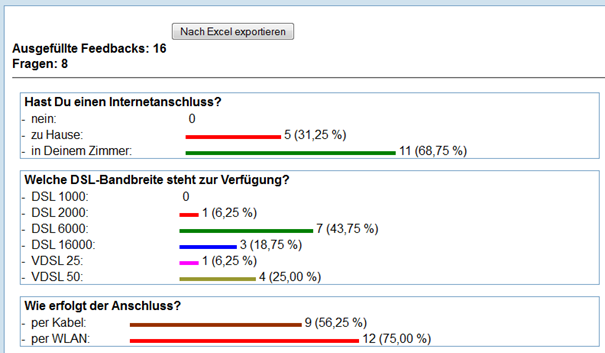 Nach Excel exportieren
Ausgefüllte Feedbacks: 16
Fragen: 8
Hast Du einen Internetanschluss?
- nein: 0
- zu Hause: 5 (31,25 %)
- in Deinem Zimmer: 11 (68,75 %)
Welche DSL-Bandbreite steht zur Verfügung?
- DSL 1000: 0
- DSL 2000: 1 (6,25 %)
- DSL 6000: 7 (43,75 %)
- DSL 16000: 3 (18,75 %)
- VDSL 25: 1 (6,25 %)
- VDSL 50: 4 (25,00 %)
Wie erfolgt der Anschluss?
- per Kabel: 9 (56,25 %)
- per WLAN: 12 (75,00 %)